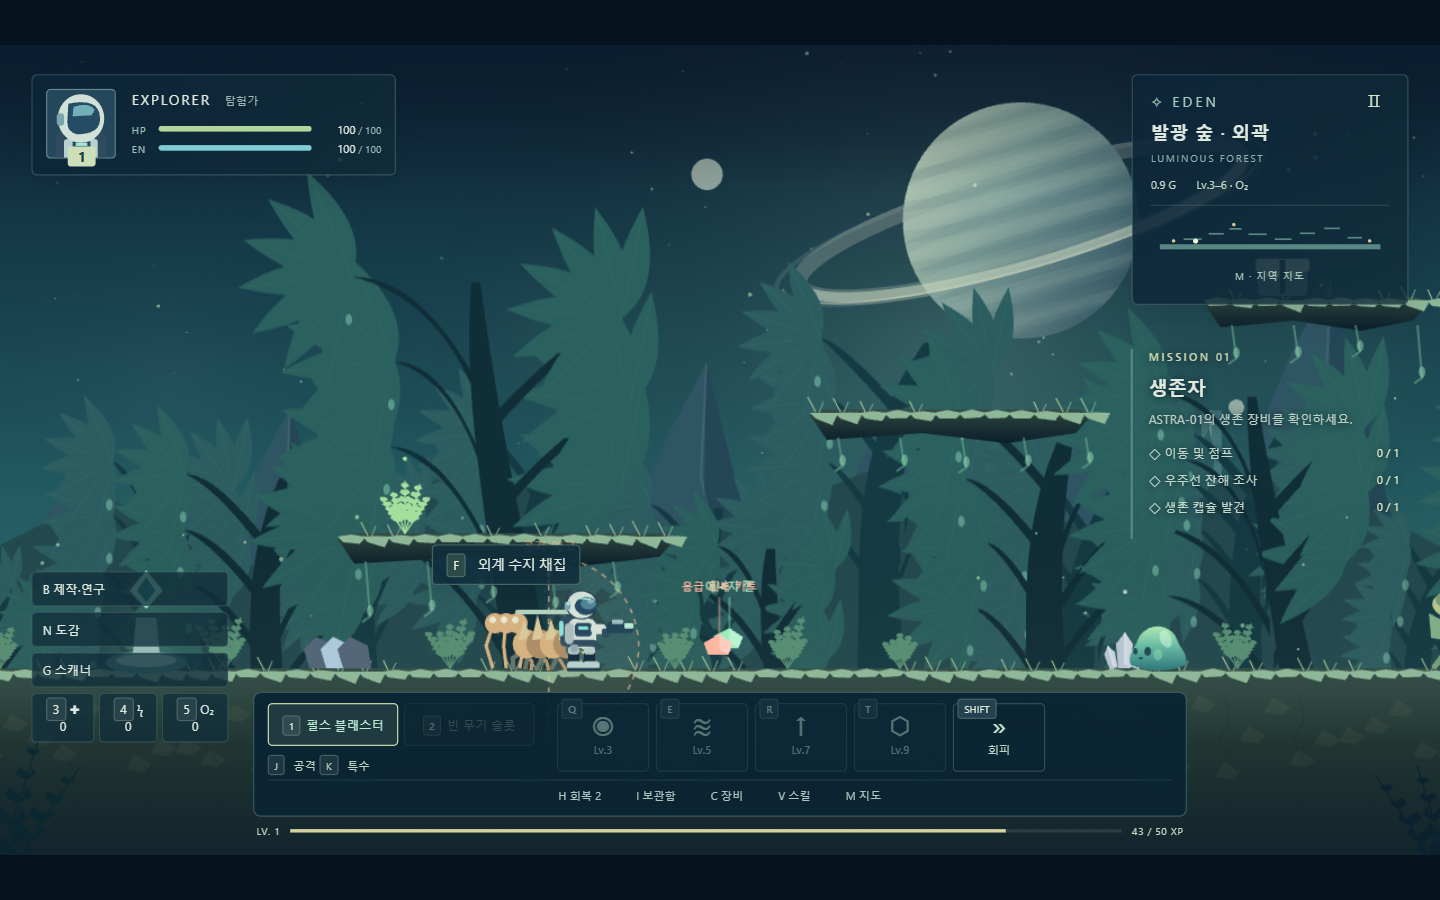 EXPLORER 탐험가
HP 100 / 100
EN 100 / 100
1
✧ EDEN
발광 숲 · 외곽
LUMINOUS FOREST
0.9 G Lv.3–6 · O₂
M · 지역 지도
MISSION 01
생존자
ASTRA-01의 생존 장비를 확인하세요.
◇ 이동 및 점프 0 / 1
◇ 우주선 잔해 조사 0 / 1
◇ 생존 캡슐 발견 0 / 1
F 외계 수지 채집
B 제작·연구
N 도감
G 스캐너
3 ✚ 0
4 0
5 O₂ 0
1 펄스 블래스터
2 빈 무기 슬롯
J 공격 K 특수
Q Lv.3
E Lv.5
R Lv.7
T Lv.9
SHIFT » 회피
H 회복 2 I 보관함 C 장비 V 스킬 M 지도
LV. 1 43 / 50 XP